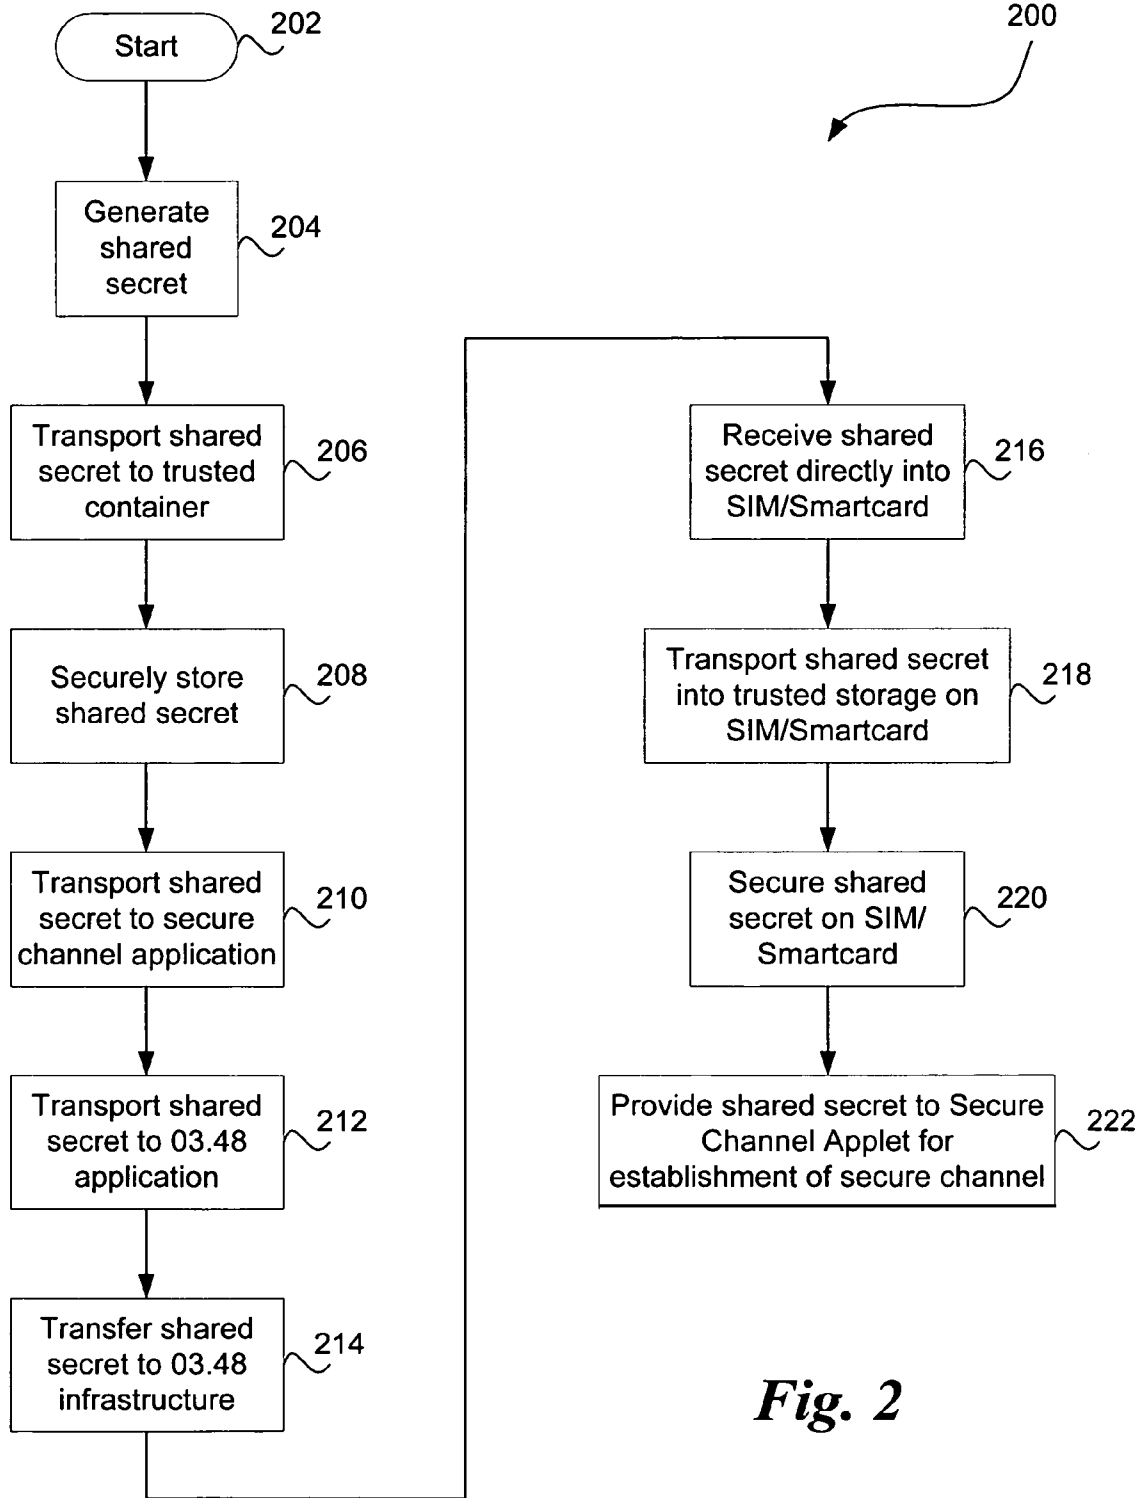 200
Start
202
Generate
shared
secret
204
Transport shared
secret to trusted
container
206
Securely store
shared secret
208
Transport shared
secret to secure
channel application
210
Transport shared
secret to 03.48
application
212
Transfer shared
secret to 03.48
infrastructure
214
Receive shared
secret directly into
SIM/Smartcard
216
Transport shared secret
into trusted storage on
SIM/Smartcard
218
Secure shared
secret on SIM/
Smartcard
220
Provide shared secret to Secure
Channel Applet for
establishment of secure channel
222
Fig. 2